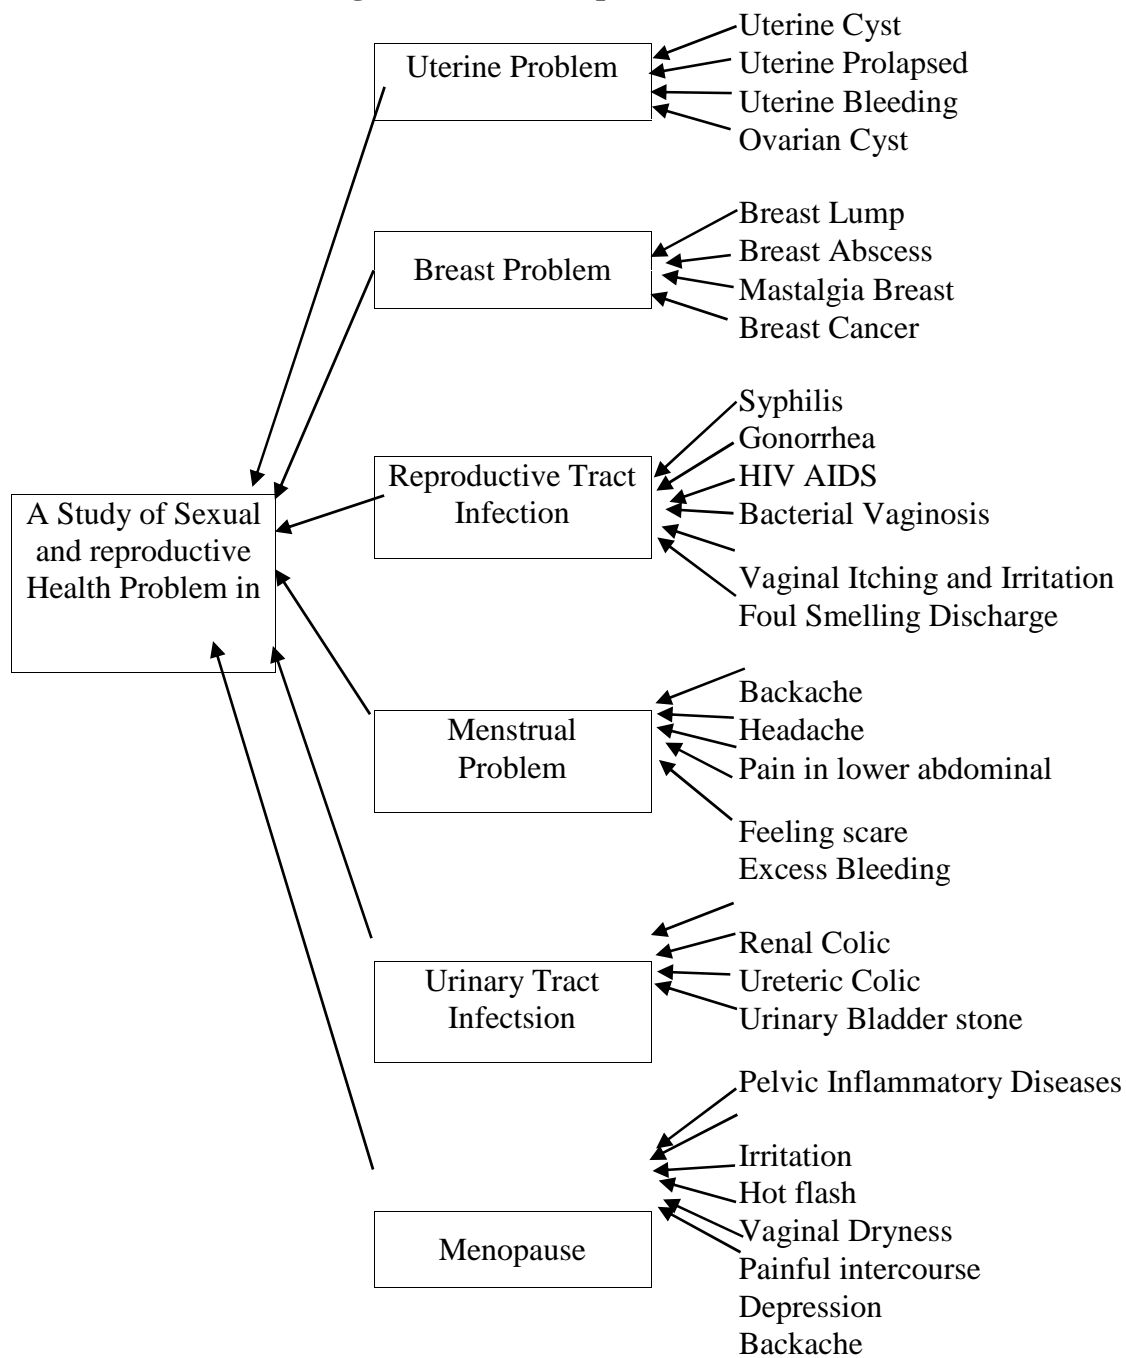 Uterine Problem
Uterine Cyst
Uterine Prolapsed
Uterine Bleeding
Ovarian Cyst
Breast Problem
Breast Lump
Breast Abscess
Mastalgia Breast
Breast Cancer
A Study of Sexual
and reproductive
Health Problem in
Reproductive Tract
Infection
Syphilis
Gonorrhea
HIV AIDS
Bacterial Vaginosis
Vaginal Itching and Irritation
Foul Smelling Discharge
Menstrual
Problem
Backache
Headache
Pain in lower abdominal
Feeling scare
Excess Bleeding
Urinary Tract
Infectsion
Renal Colic
Ureteric Colic
Urinary Bladder stone
Pelvic Inflammatory Diseases
Menopause
Irritation
Hot flash
Vaginal Dryness
Painful intercourse
Depression
Backache